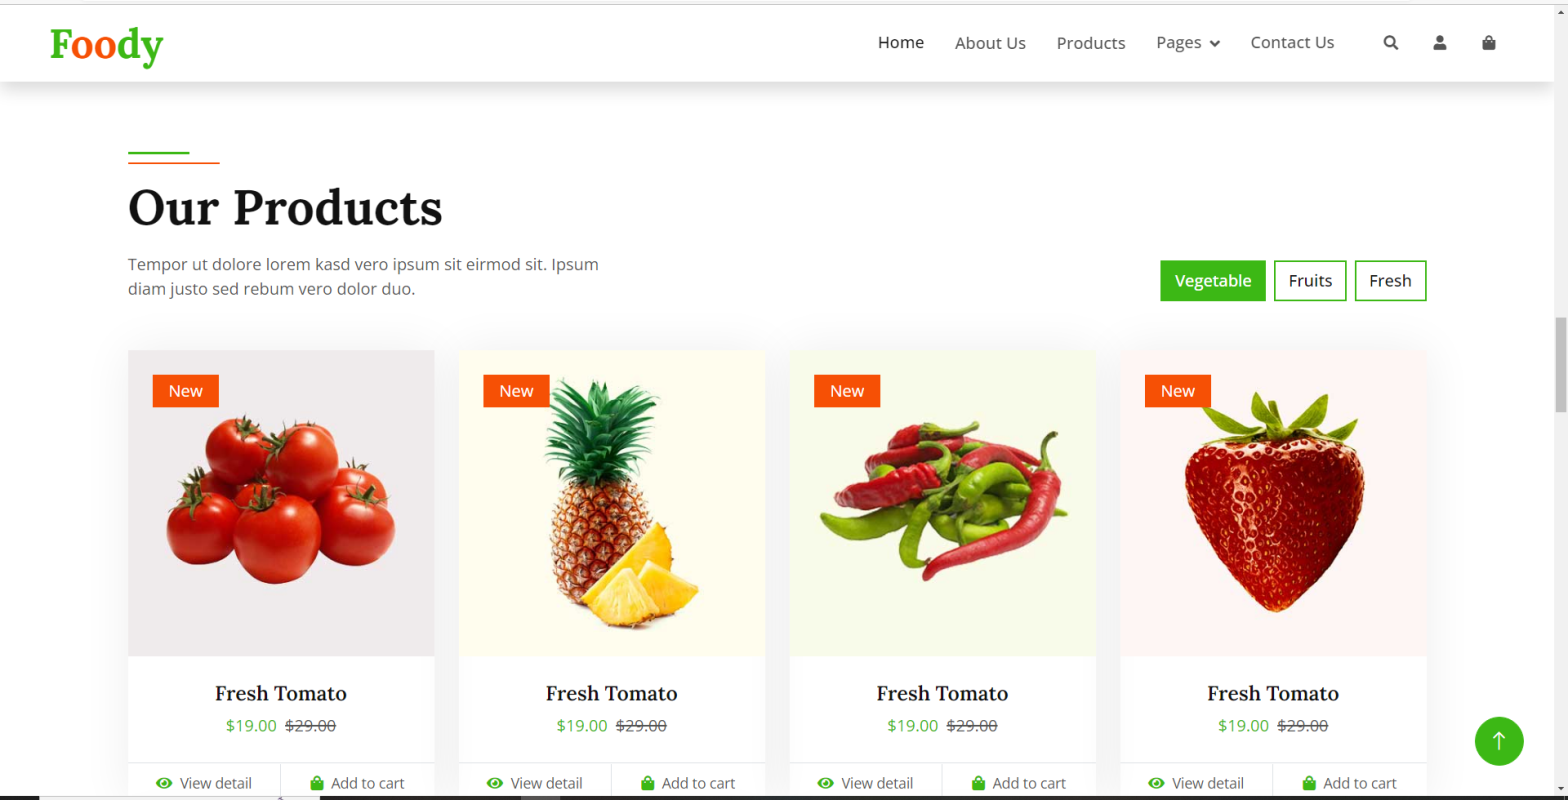 Foody
Home About Us Products Pages Contact Us
Our Products
Tempor ut dolore lorem kasd vero ipsum sit eirmod sit. Ipsum
diam justo sed rebum vero dolor duo.
Vegetable Fruits Fresh
New New New New
Fresh Tomato Fresh Tomato Fresh Tomato Fresh Tomato
$19.00 $29.00 $19.00 $29.00 $19.00 $29.00 $19.00 $29.00
View detail Add to cart View detail Add to cart View detail Add to cart View detail Add to cart